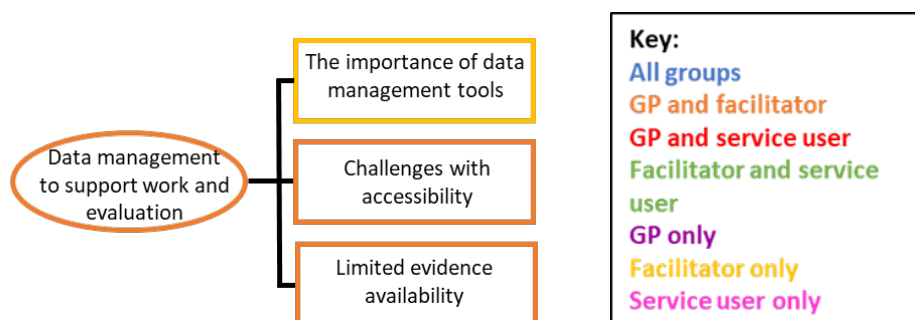 Data management
to support work and
evaluation
The importance of data
management tools
Challenges with
accessibility
Limited evidence
availability
Key:
All groups
GP and facilitator
GP and service user
Facilitator and service
user
GP only
Facilitator only
Service user only